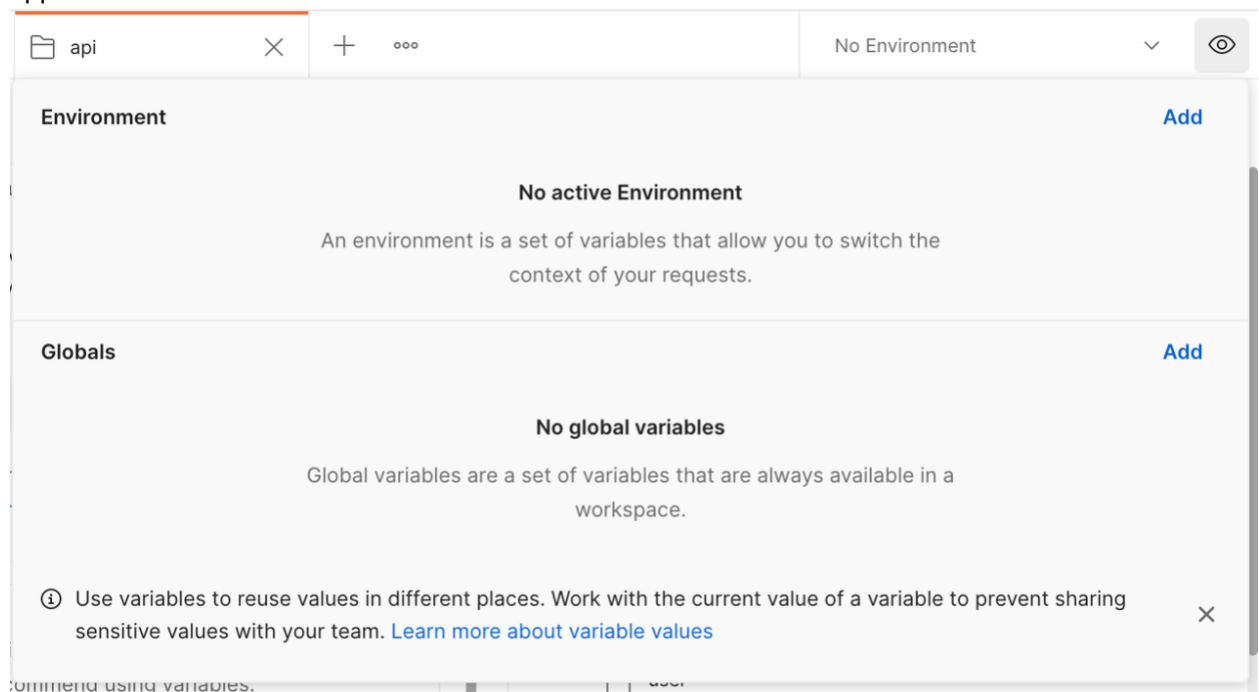 api
No Environment
Environment
Add
No active Environment
An environment is a set of variables that allow you to switch the
context of your requests.
Globals
Add
No global variables
Global variables are a set of variables that are always available in a
workspace.
Use variables to reuse values in different places. Work with the current value of a variable to prevent sharing
sensitive values with your team. Learn more about variable values
using variables.
user